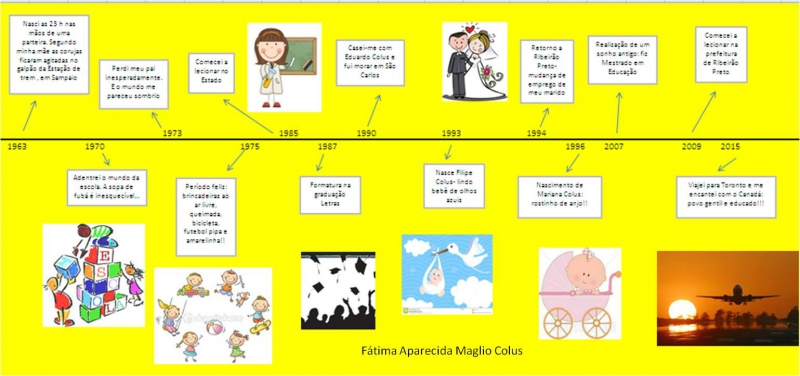 Nasci as 23 h nas
mãos de uma
parteira. Segundo
minha mãe as corujas
ficaram agitadas no
galpão da Estação de
trem , em Sampaio
Perdi meu pai
inesperadamente.
E o mundo me
pareceu sombrio
Comecei a
lecionar no
Estado
Casei-me com
Eduardo Colus e
fui morar em São
Carlos
Retorno a
Ribeirão
Preto-
mudança de
emprego de
meu marido
Realização de um
sonho antigo: fiz
Mestrado em
Educação
Comecei a
lecionar na
prefeitura
de Ribeirão
Preto
1973
1985
1990
1994
2007
2009
1963
1970
1975
1987
1993
1996
2015
Adentrei o mundo da
escola. A sopa de
fubá é inesquecível...
Período feliz:
brincadeiras ao
ar livre,
queimada,
bicicleta,
futebol pipa e
amarelinha!!
Formatura na
graduação
Letras
Nasce Filipe
Colus- lindo
bebê de olhos
azuis
Nascimento de
Mariana Colus:
rostinho de anjo!!
Viajei para Toronto e me
encantei com o Canadá:
povo gentil e educado!!!
ESCOLA
Fátima Aparecida Maglio Colus